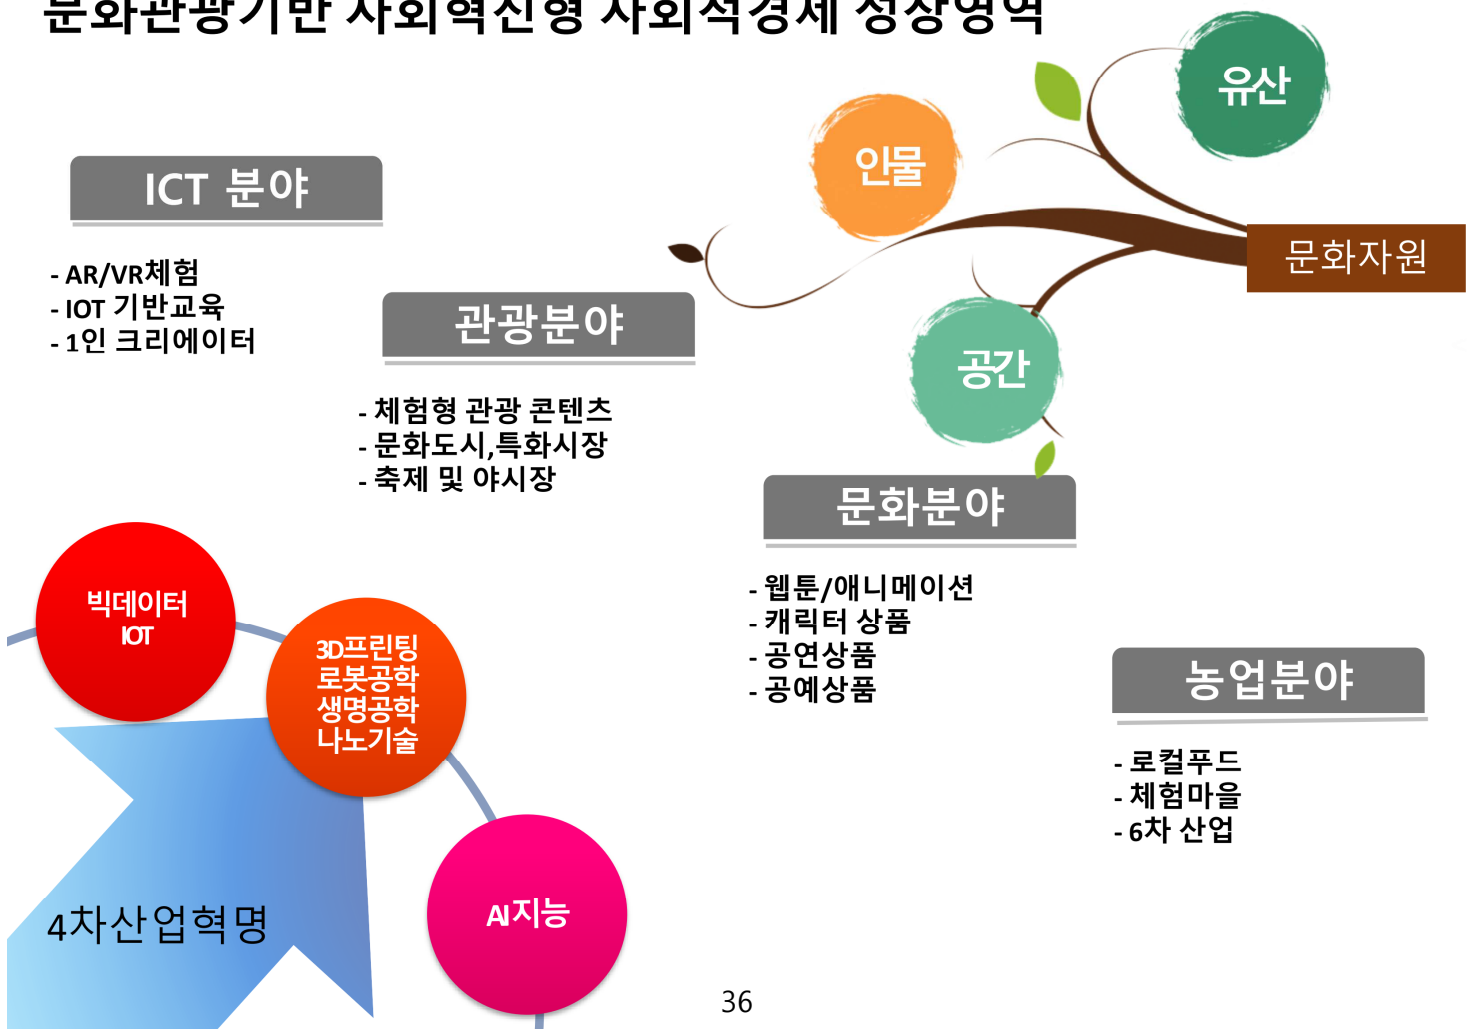 문화관광기반 사회혁신형 사회적경제 성장영역
유산
인물
문화자원
공간
ICT 분야
- AR/VR체험
- IOT 기반교육
- 1인 크리에이터
관광분야
- 체험형 관광 콘텐츠
- 문화도시,특화시장
- 축제 및 야시장
문화분야
- 웹툰/애니메이션
- 캐릭터 상품
- 공연상품
- 공예상품
농업분야
- 로컬푸드
- 체험마을
- 6차 산업
빅데이터
IOT
3D프린팅
로봇공학
생명공학
나노기술
AI지능
4차산업혁명
36